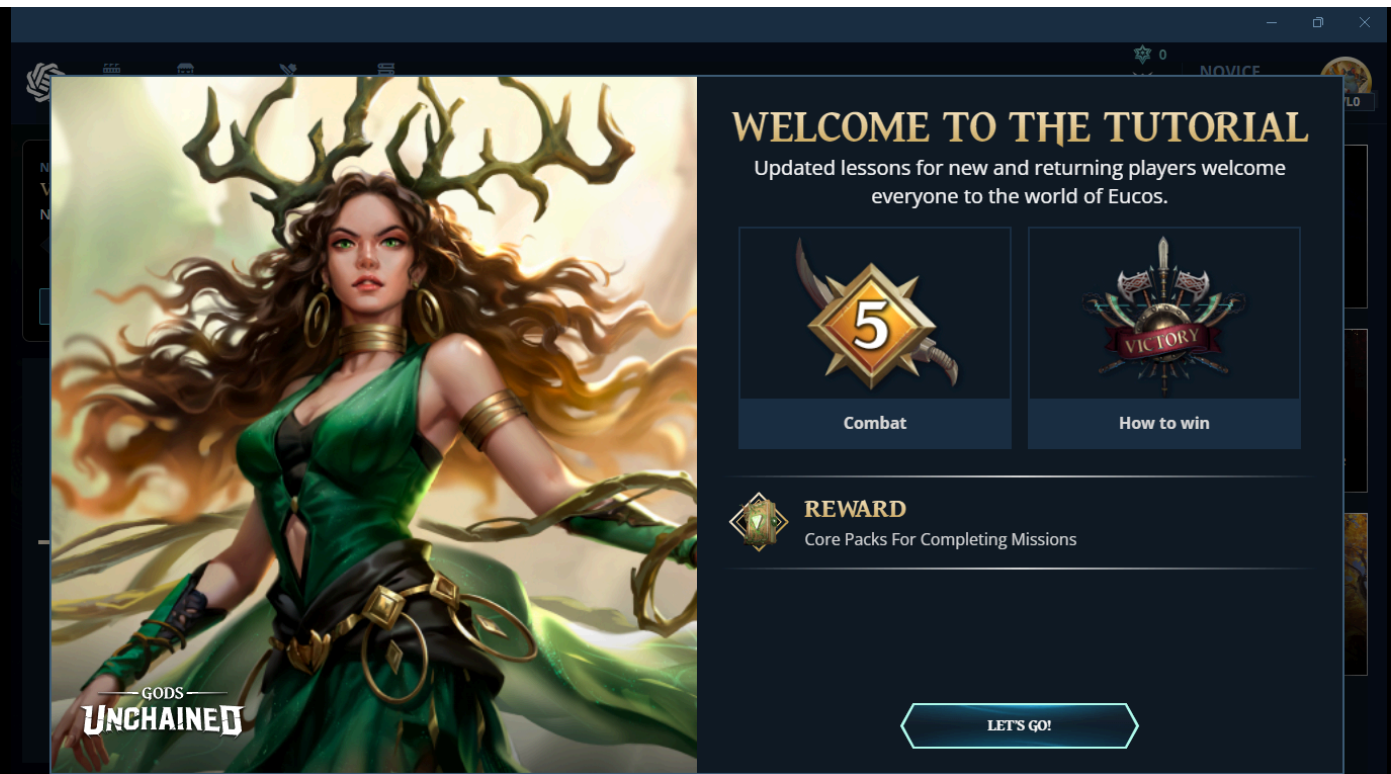 0
NOVICE
WELCOME TO THE TUTORIAL
Updated lessons for new and returning players welcome
everyone to the world of Eucos.
5
VICTORY
Combat
How to win
REWARD
Core Packs For Completing Missions
GODS
UNCHAINED
LET'S GO!